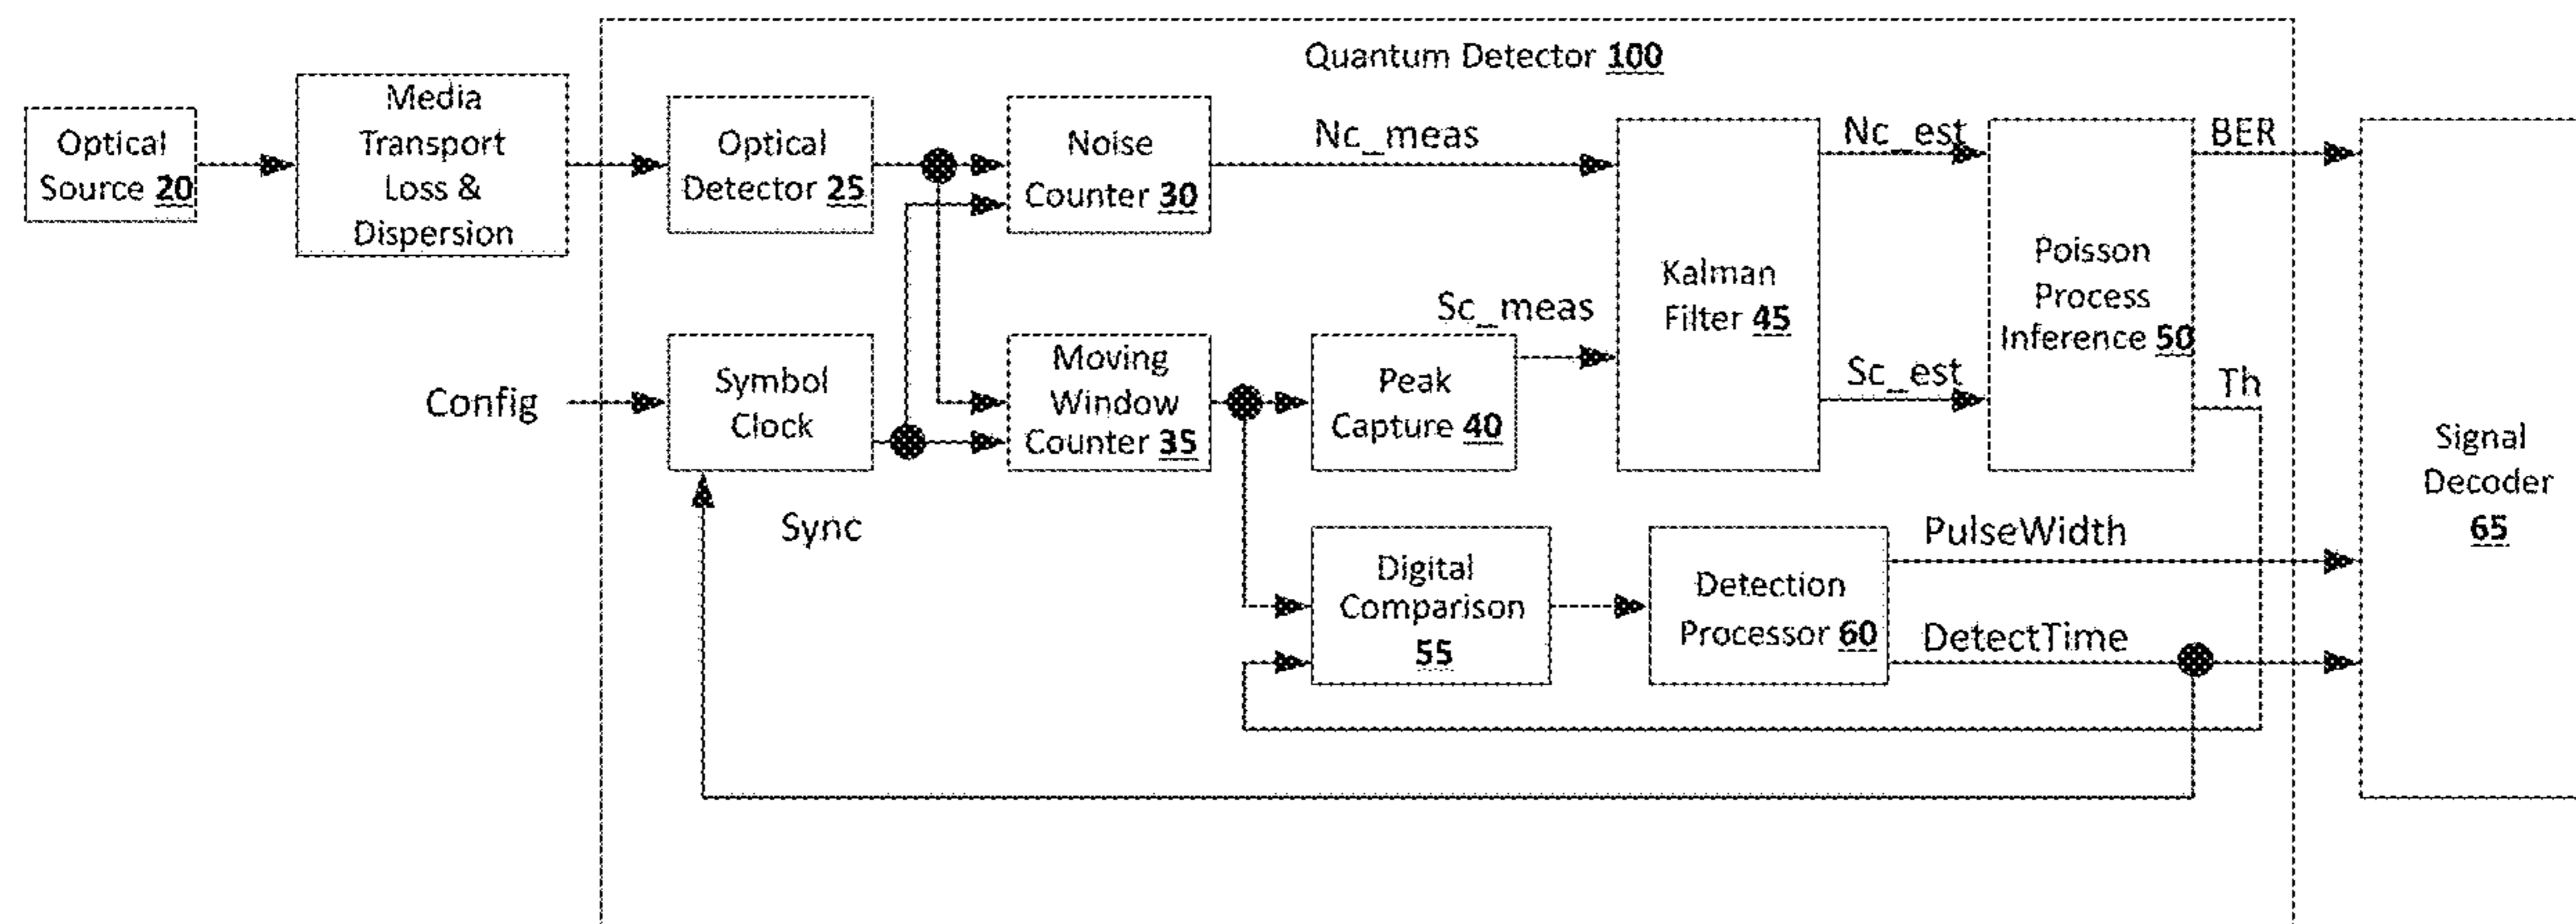 Quantum Detector 100
Optical
Source 20
Media
Transport
Loss &
Dispersion
Optical
Detector 25
Noise
Counter 30
Nc_meas
Kalman
Filter 45
Nc_est
Poisson
Process
Inference 50
BER
Config
Symbol
Clock
Moving
Window
Counter 35
Peak
Capture 40
Sc_meas
Sc_est
Th
Signal
Decoder
65
Sync
Digital
Comparison
55
Detection
Processor 60
PulseWidth
DetectTime